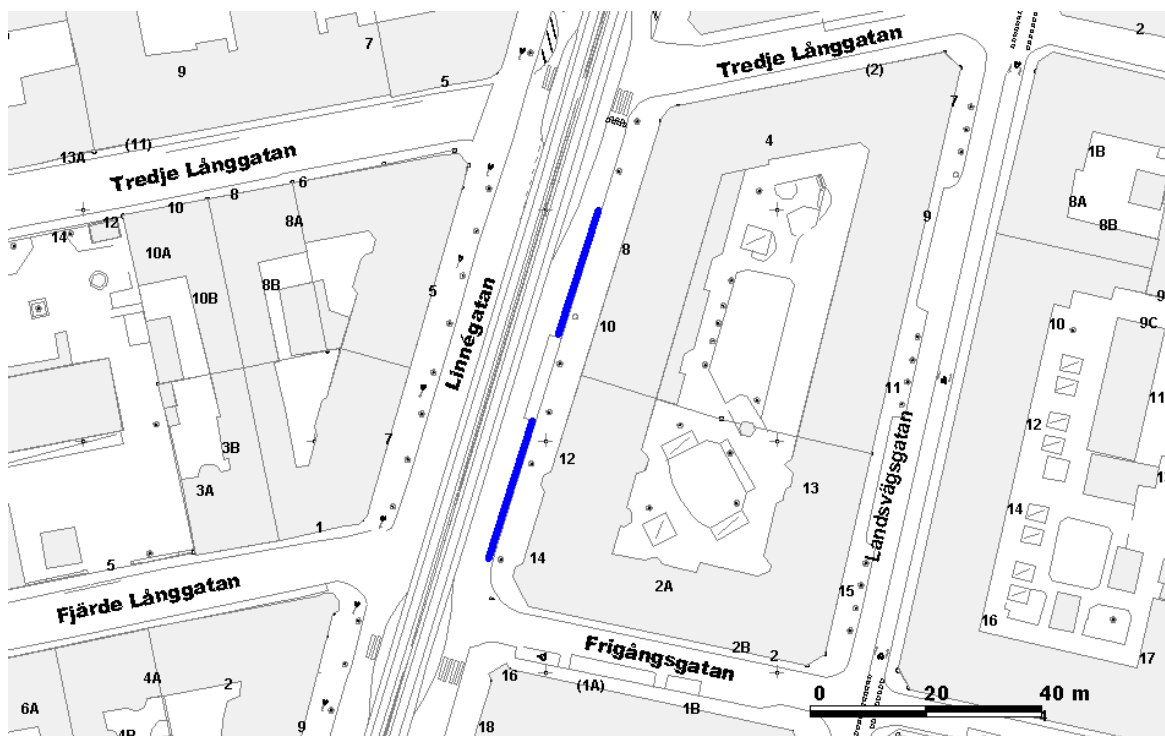 7
Tredje Långgatan
2
9
5
(2)
7
13A
(11)
4
1B
Tredje Långgatan
6
8
10
8A
12
14
8A
9
8B
10A
8
5
10B
8B
9
Linnégatan
10
10
9C
11
11
7
12
3B
12
3A
13
Landsvägsgatan
14
1
5
14
2A
15
Fjärde Långgatan
16
2B
2
17
Frigångsgatan
4A
2
16
(1A)
0 20 40 m
6A
1B
4
9
18
4B